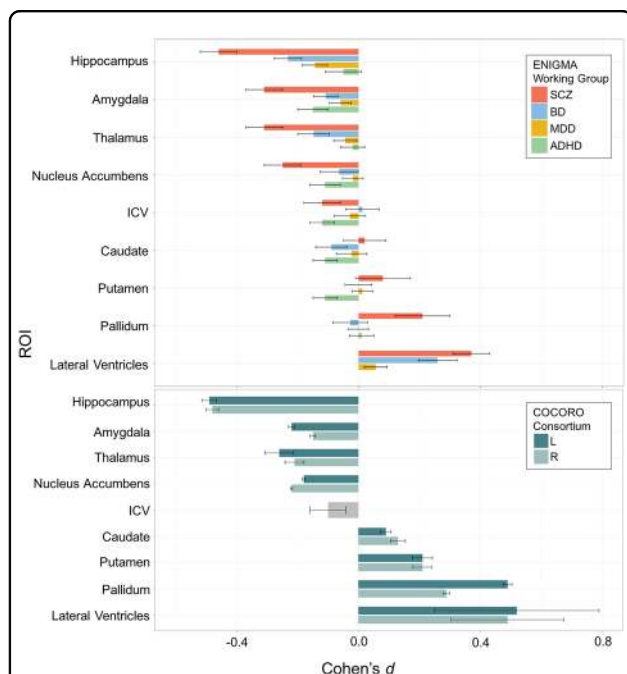 Hippocampus
Amygdala
Thalamus
Nucleus Accumbens
ICV
Caudate
Putamen
Pallidum
Lateral Ventricles
ENIGMA
Working Group
SCZ
BD
MDD
ADHD
ROI
Hippocampus
Amygdala
Thalamus
Nucleus Accumbens
ICV
Caudate
Putamen
Pallidum
Lateral Ventricles
COCORO
Consortium
L
R
-0.4
0.0
0.4
0.8
Cohen's d